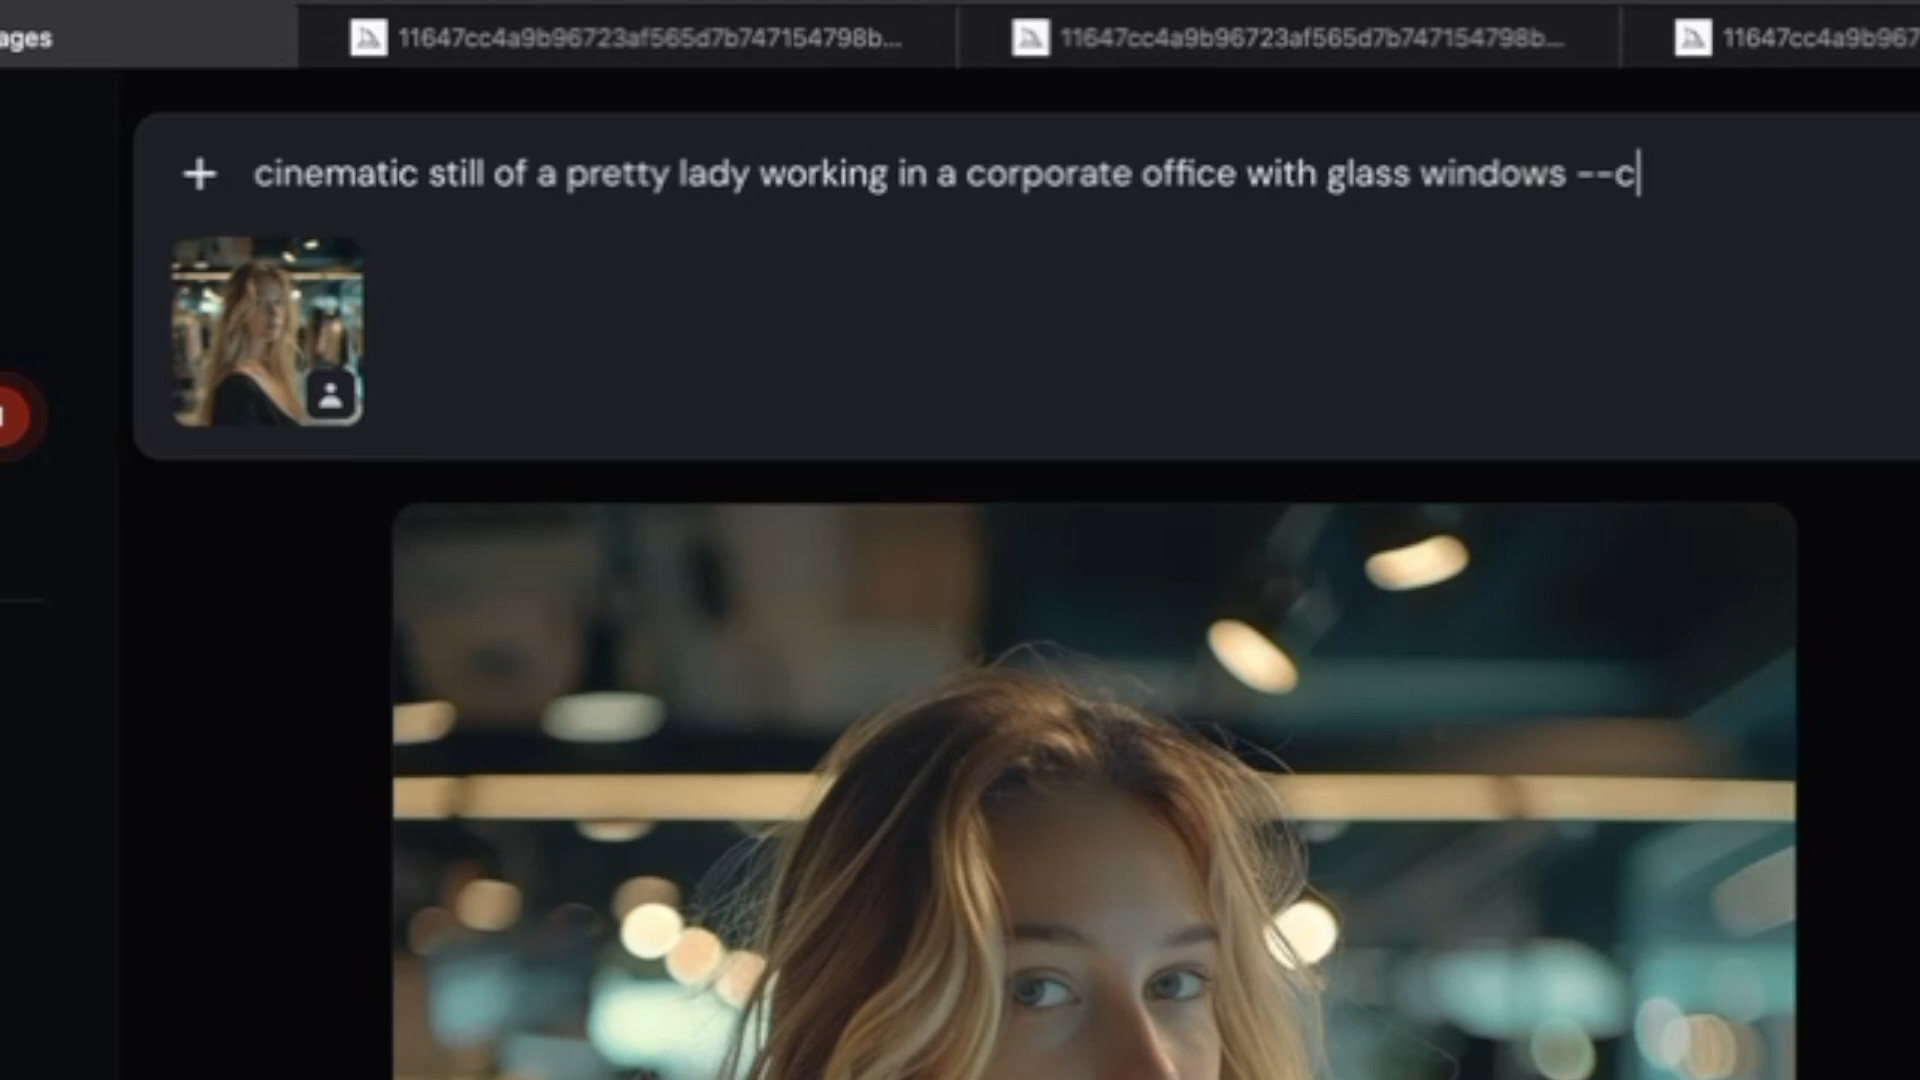 ages
11647cc4a9b96723af565d7b747154798b...
11647cc4a9b96723af565d7b747154798b...
11647cc4a9b967
cinematic still of a pretty lady working in a corporate office with glass windows --c